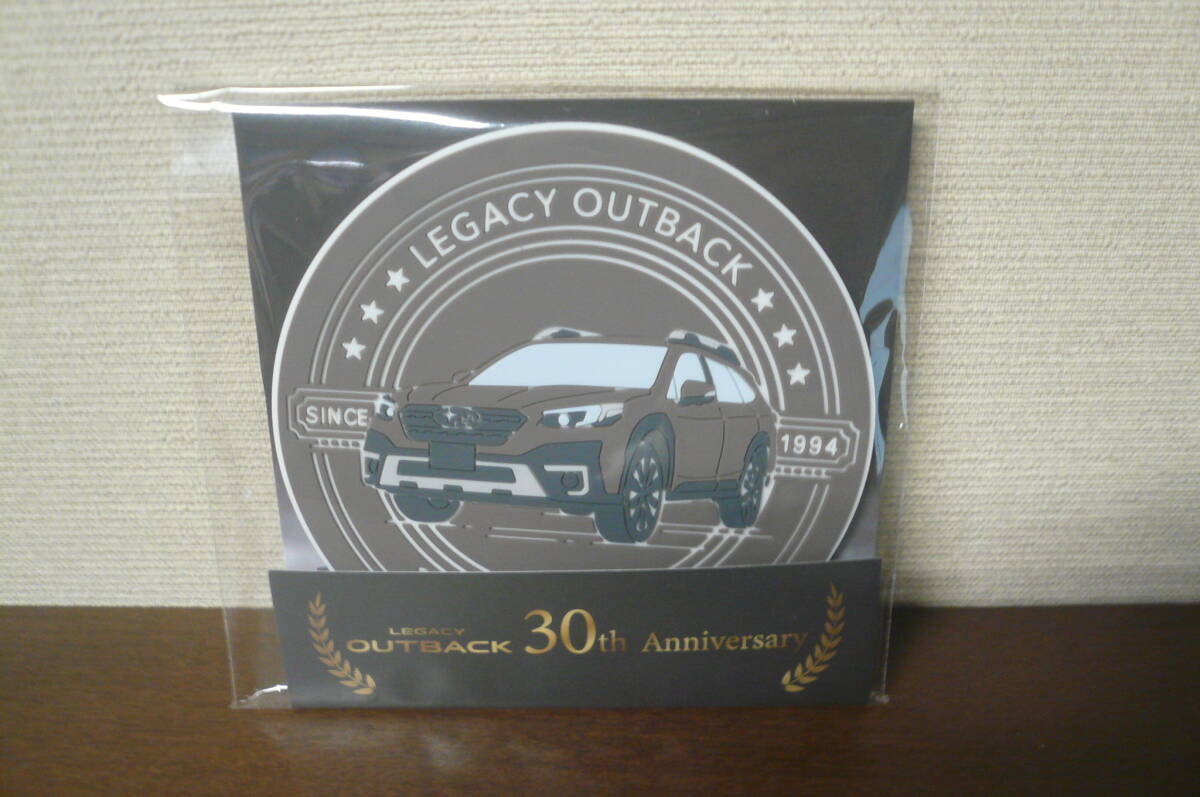 LEGACY OUTBACK
SINCE
1994
LEGACY
OUTBACK 30th Anniversary